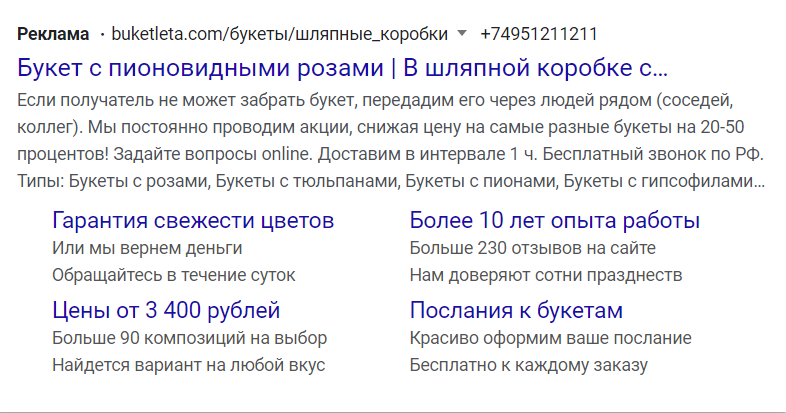 Реклама · buketleta.com/букеты/шляпные_коробки +74951211211
Букет с пионовидными розами | В шляпной коробке с...
Если получатель не может забрать букет, передадим его через людей рядом (соседей,
коллег). Мы постоянно проводим акции, снижая цену на самые разные букеты на 20-50
процентов! Задайте вопросы online. Доставим в интервале 1 ч. Бесплатный звонок по РФ.
Типы: Букеты с розами, Букеты с тюльпанами, Букеты с пионами, Букеты с гипсофилами...
Гарантия свежести цветов
Или мы вернем деньги
Обращайтесь в течение суток
Более 10 лет опыта работы
Больше 230 отзывов на сайте
Нам доверяют сотни празднеств
Цены от 3 400 рублей
Больше 90 композиций на выбор
Найдется вариант на любой вкус
Послания к букетам
Красиво оформим ваше послание
Бесплатно к каждому заказу